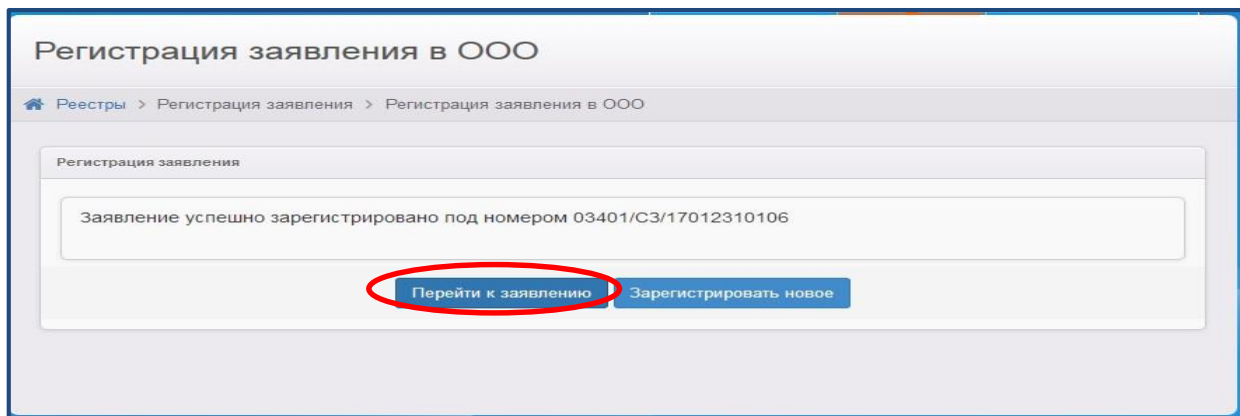 Регистрация заявления в ООО
Реестры > Регистрация заявления > Регистрация заявления в ООО
Регистрация заявления
Заявление успешно зарегистрировано под номером 03401/СЗ/17012310106
Перейти к заявлению Зарегистрировать новое